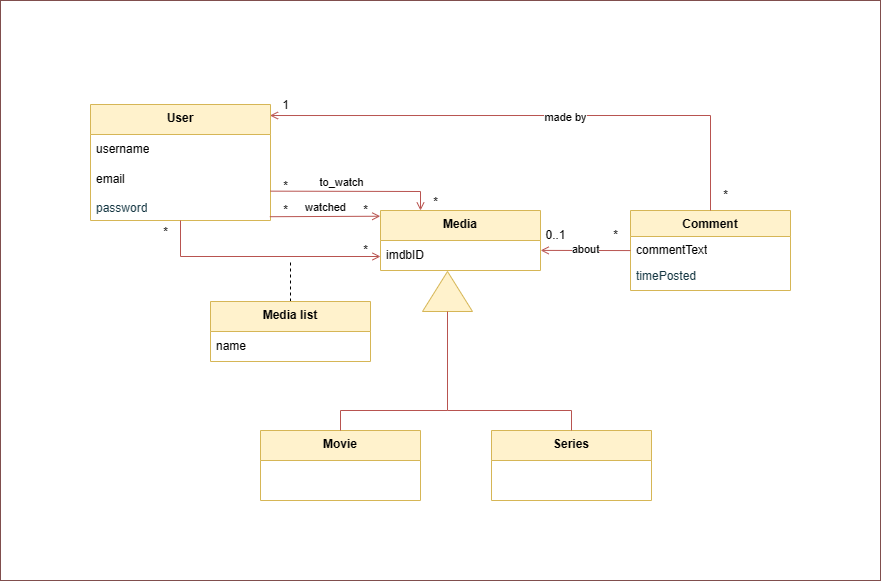 1
made by
User
username
email
password
* to_watch
*
* watched *
*
*
*
Media
imdbID
0..1
*
about
Comment
commentText
timePosted
Media list
name
Movie
Series